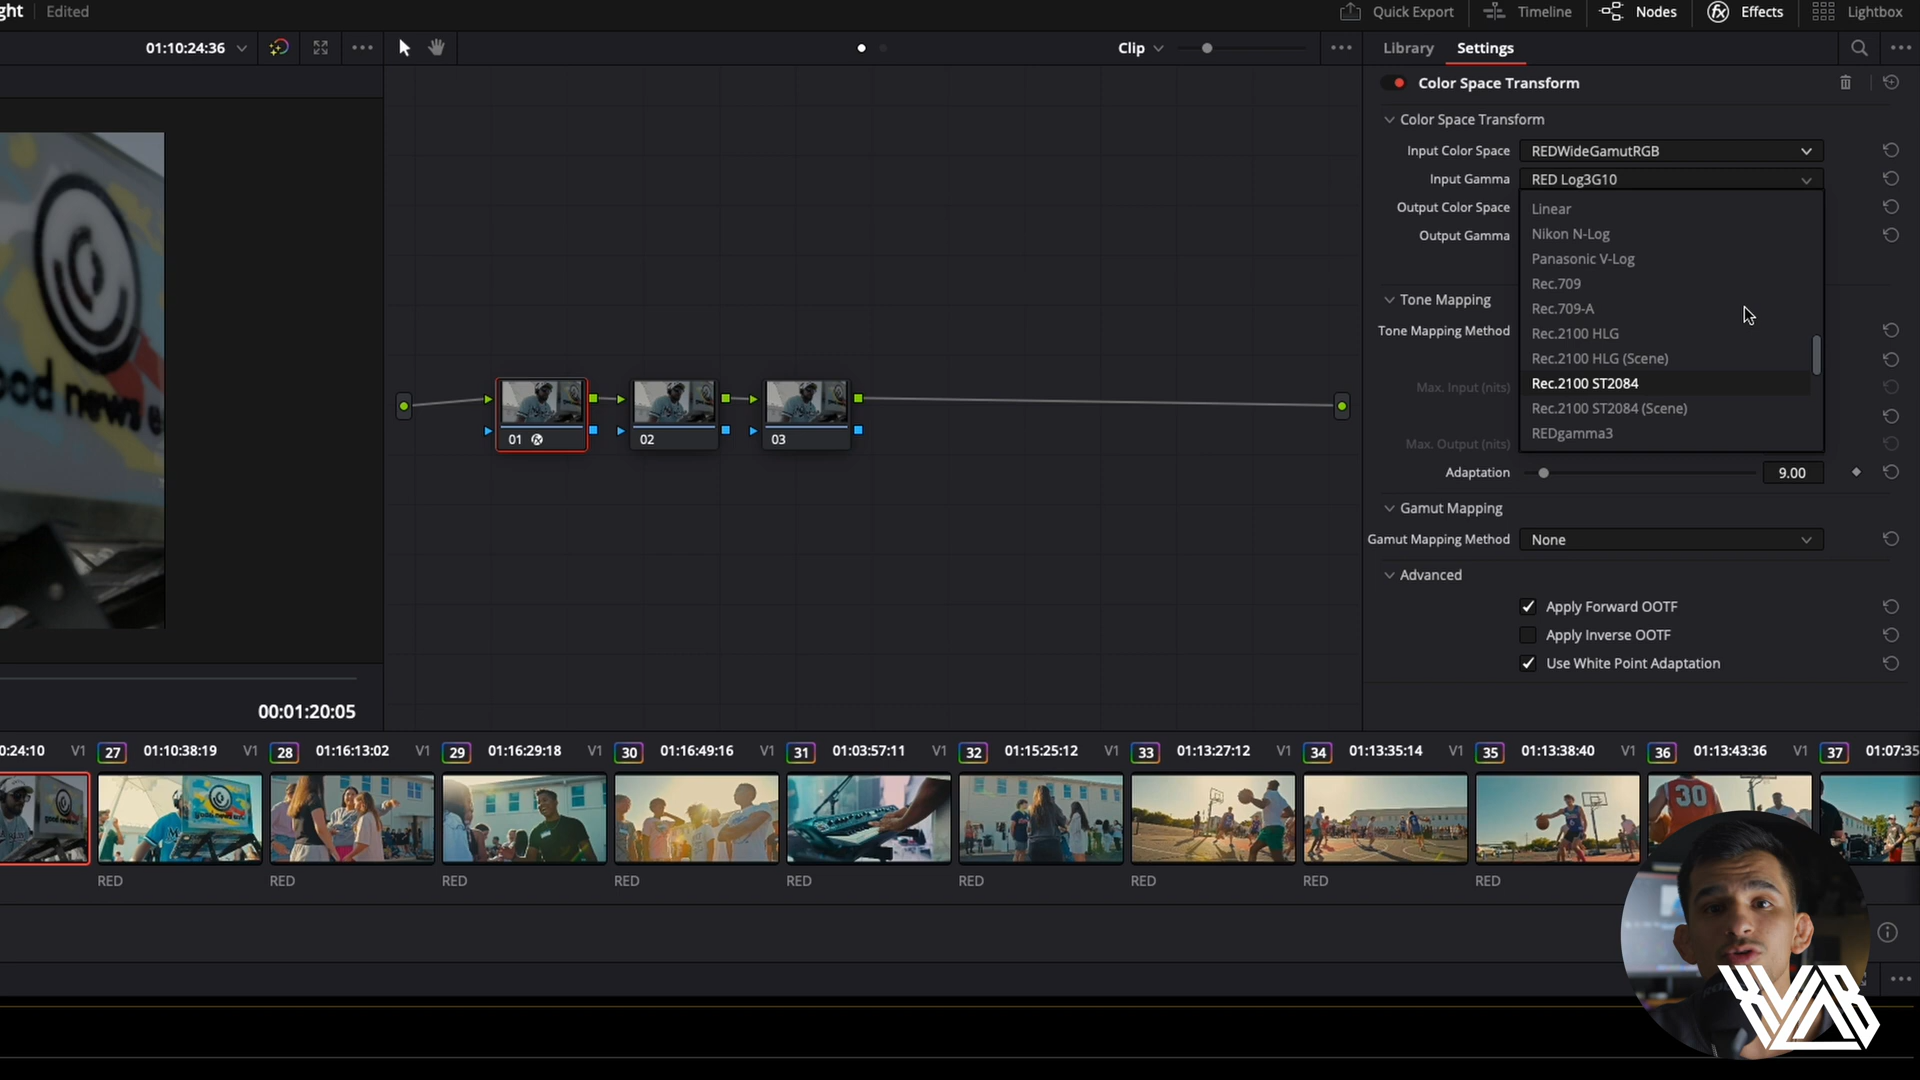 ght Edited
Quick Export Timeline Nodes Effects Lightbox
01:10:24:36
Clip
Library Settings
Color Space Transform
Color Space Transform
Input Color Space REDWideGamutRGB
Input Gamma RED Log3G10
Output Color Space
Output Gamma
Linear
Nikon N-Log
Panasonic V-Log
Rec.709
Rec.709-A
Rec.2100 HLG
Rec.2100 HLG (Scene)
Rec.2100 ST2084
Rec.2100 ST2084 (Scene)
REDgamma3
Tone Mapping
Tone Mapping Method
Max. Input (nits)
Max. Output (nits)
Adaptation 9.00
Gamut Mapping
Gamut Mapping Method None
Advanced
Apply Forward OOTF
Apply Inverse OOTF
Use White Point Adaptation
01 02 03
ood news e
00:01:20:05
0:24:10 V1 27 01:10:38:19 V1 28 01:16:13:02 V1 29 01:16:29:18 V1 30 01:16:49:16 V1 31 01:03:57:11 V1 32 01:15:25:12 V1 33 01:13:27:12 V1 34 01:13:35:14 V1 35 01:13:38:40 V1 36 01:13:43:36 V1 37 01:07:35
30
RED RED RED RED RED RED RED RED RED